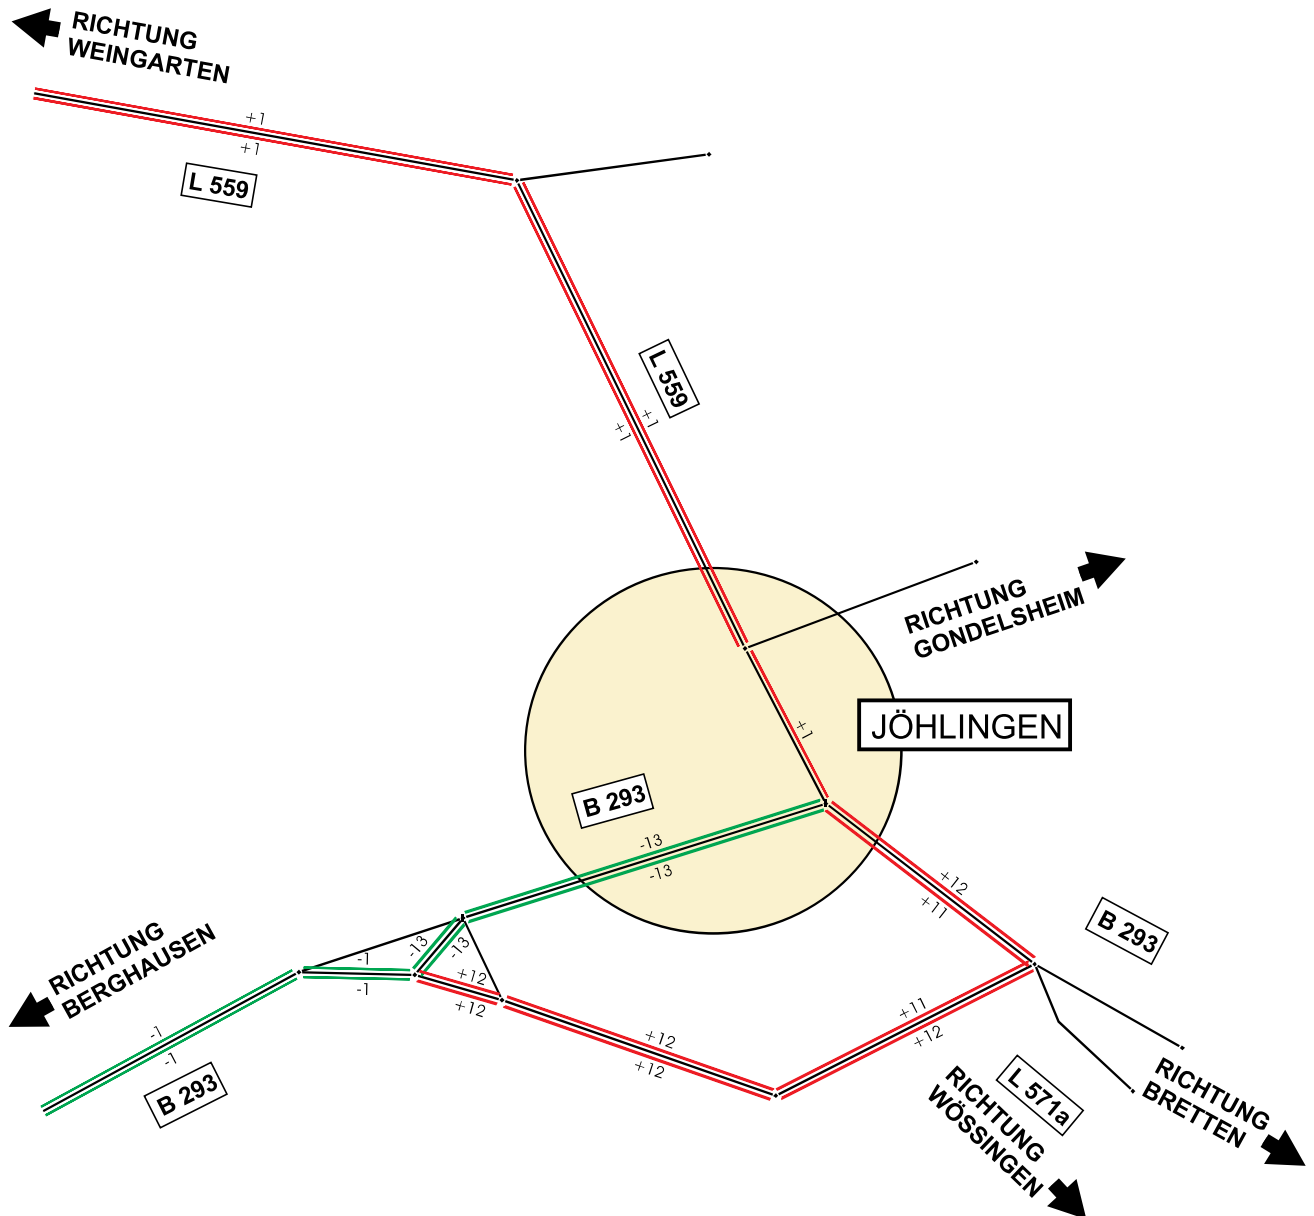 RICHTUNG
WEINGARTEN
+1
+1
L 559
L 559
+1
+1
RICHTUNG
GONDELSHEIM
JÖHLINGEN
+1
B 293
-13
-13
+12
+11
B 293
RICHTUNG
BERGHAUSEN
-13
-13
-1
-1
+12
+12
+11
+12
+12
+12
-1
-1
B 293
L 571a
RICHTUNG
BRETTEN
RICHTUNG
WÖSSINGEN